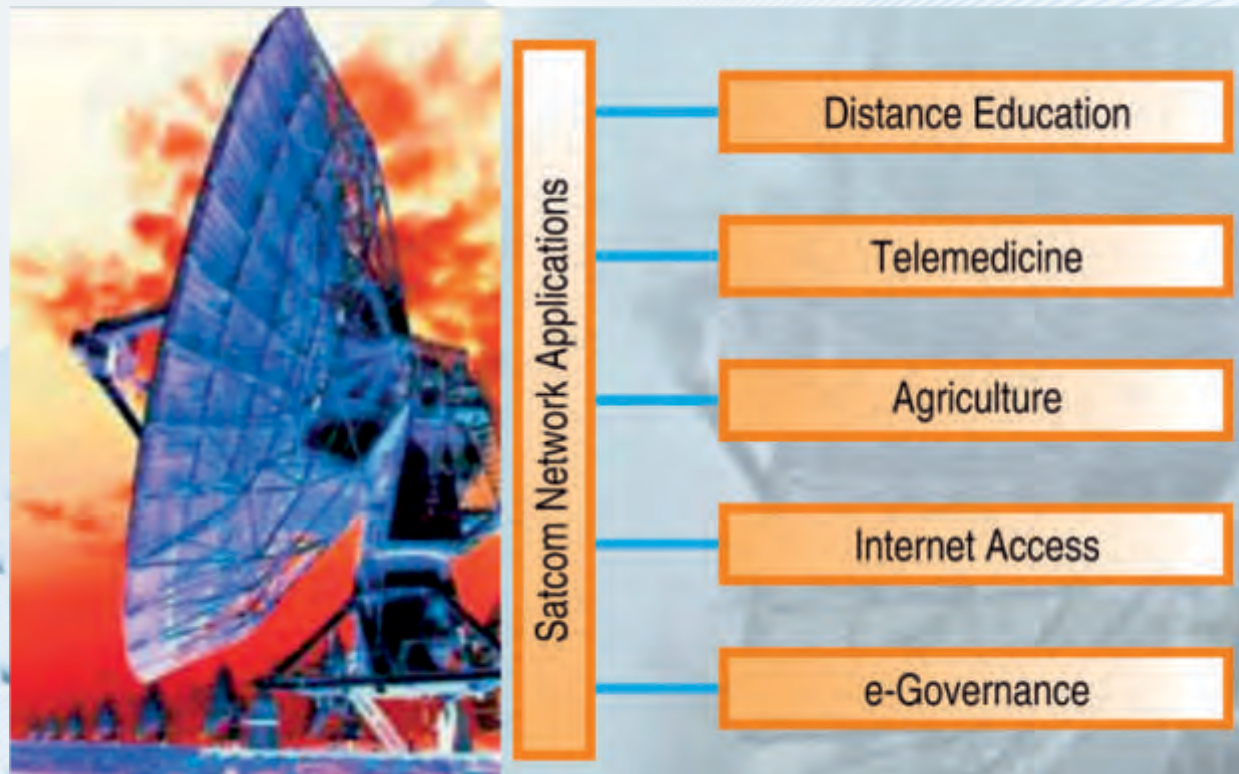 Satcom Network Applications
Distance Education
Telemedicine
Agriculture
Internet Access
e-Governance